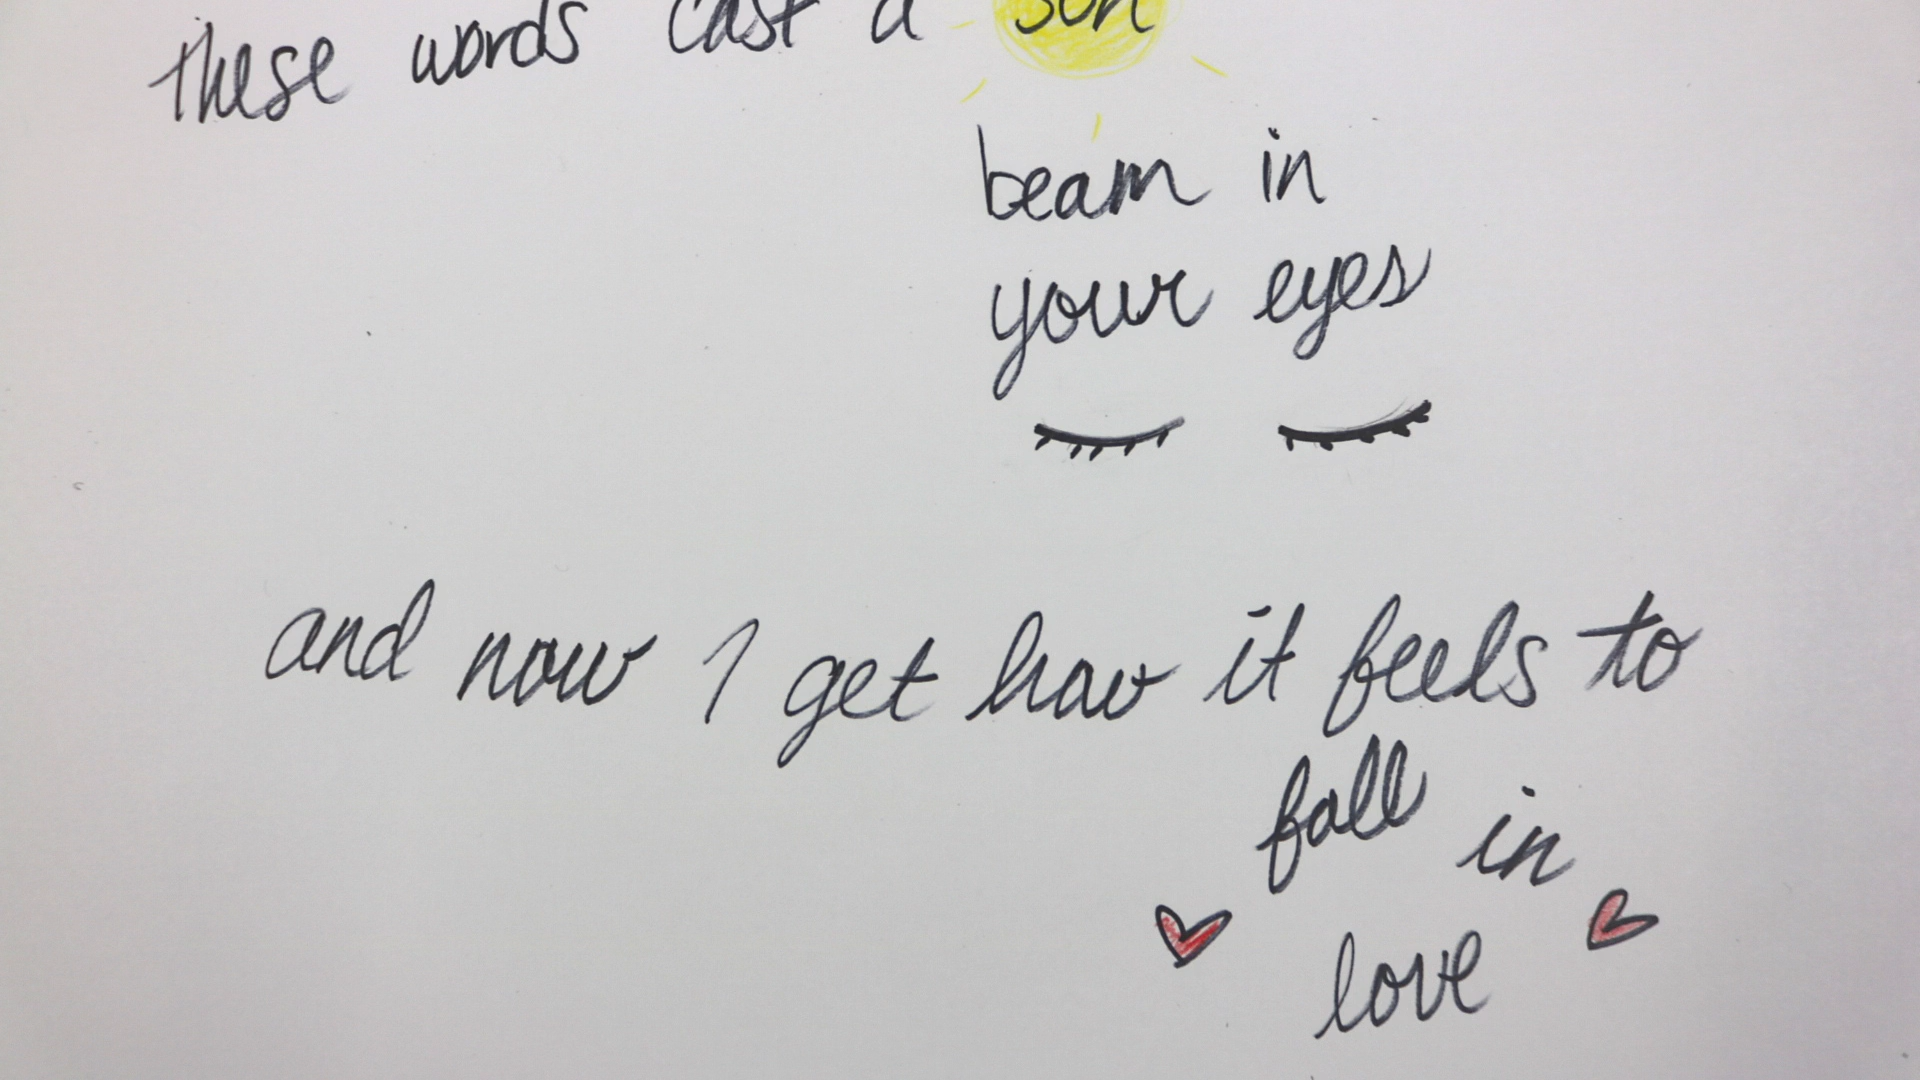 these words cast a sun
beam in
your eyes
and now I get how it feels to
fall in
love